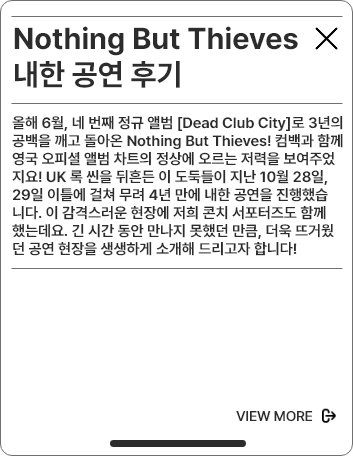 Nothing But Thieves
내한 공연 후기
올해 6월, 네 번째 정규 앨범 [Dead Club City]로 3년의
공백을 깨고 돌아온 Nothing But Thieves! 컴백과 함께
영국 오피셜 앨범 차트의 정상에 오르는 저력을 보여주었
지요! UK 록 씬을 뒤흔든 이 도둑들이 지난 10월 28일,
29일 이틀에 걸쳐 무려 4년 만에 내한 공연을 진행했습
니다. 이 감격스러운 현장에 저희 콘치 서포터즈도 함께
했는데요. 긴 시간 동안 만나지 못했던 만큼, 더욱 뜨거웠
던 공연 현장을 생생하게 소개해 드리고자 합니다!
VIEW MORE